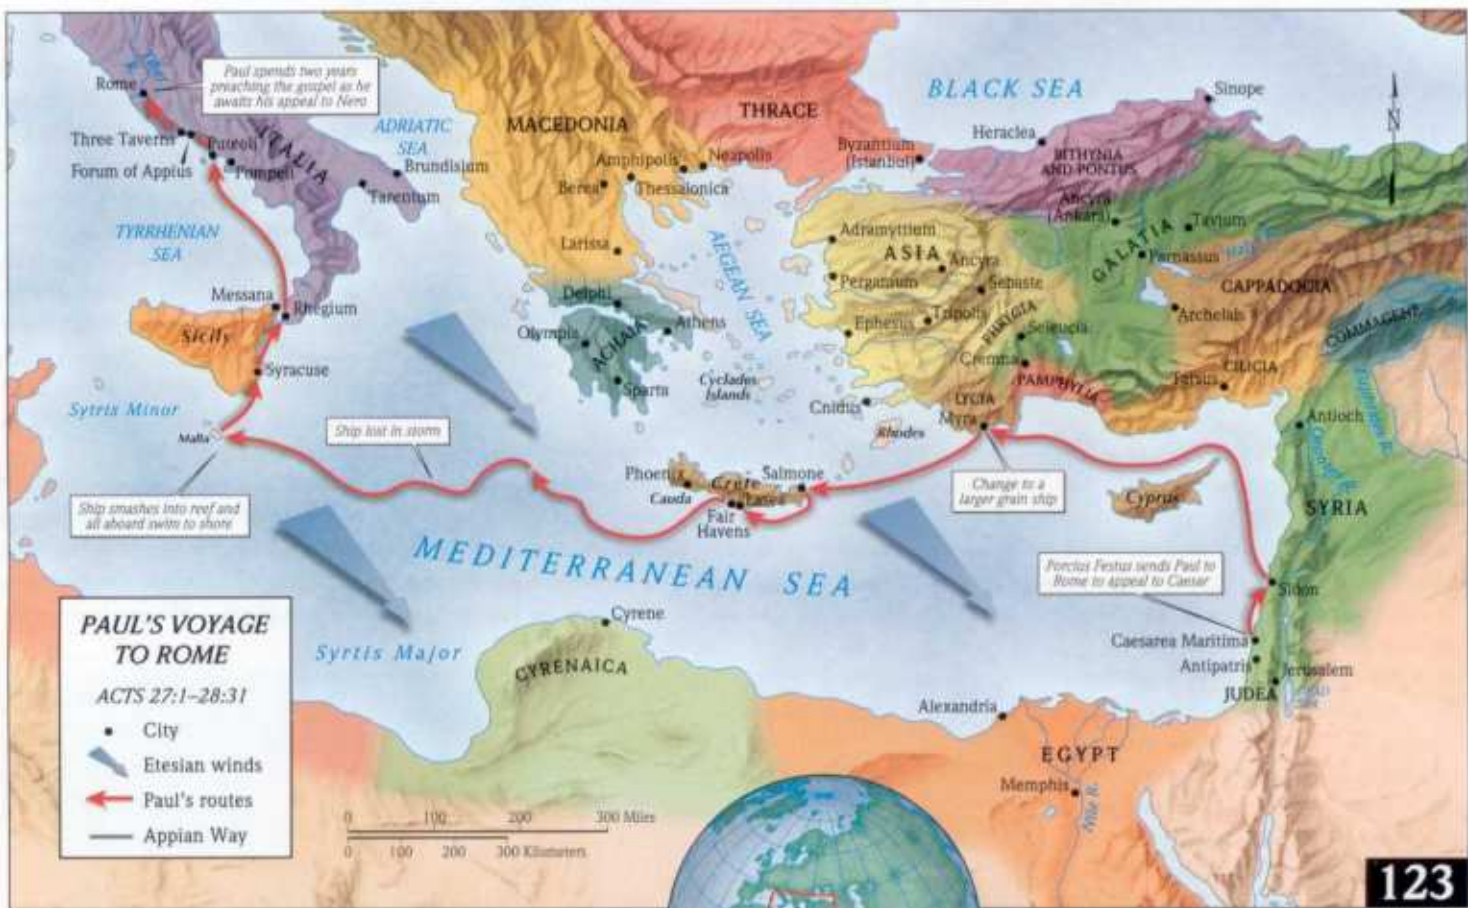 Rome
Paul spends two years
preaching the gospel as he
awaits his appeal to Nero
Three Taverns
Forum of Appius
Puteoli
Pompeii
ITALIA
ADRIATIC
SEA
Brundisium
Tarentum
TYRRHENIAN
SEA
Messana
Rhegium
Sicily
Syracuse
Sytris Minor
Malta
Ship lost in storm
Ship smashes into reef and
all aboard swim to shore
MACEDONIA
Amphipolis
Neapolis
Berea
Thessalonica
Larissa
THRACE
Byzantium
(Istanbul)
BLACK SEA
Heraclea
Sinope
BITHYNIA
AND PONTUS
Ancyra
(Ankara)
Tavium
GALATIA
Parnassus
N
Delphi
Olympia
Athens
ACHAIA
Sparta
AEGEAN SEA
Cyclades
Islands
Adramyttium
ASIA
Ancyra
Pergamum
Sebaste
Ephesus
Tripolis
PHRYGIA
Seleucia
Cremna
PAMPHYLIA
LYCIA
Myra
Cnidus
Rhodes
CAPPADOCIA
Archelais
COMMAGENE
CILICIA
Tarsus
Antioch
SYRIA
Cyprus
Change to a
larger grain ship
Phoenix
Salmone
Crete
Cauda
Lasea
Fair
Havens
MEDITERRANEAN SEA
Porcius Festus sends Paul to
Rome to appeal to Caesar
Sidon
Caesarea Maritima
Antipatris
Jerusalem
JUDEA
Cyrene
Syrtis Major
CYRENAICA
Alexandria
EGYPT
Memphis
Nile R.
PAUL'S VOYAGE
TO ROME
ACTS 27:1–28:31
City
Etesian winds
Paul's routes
Appian Way
0 100 200 300 Miles
0 100 200 300 Kilometers
123